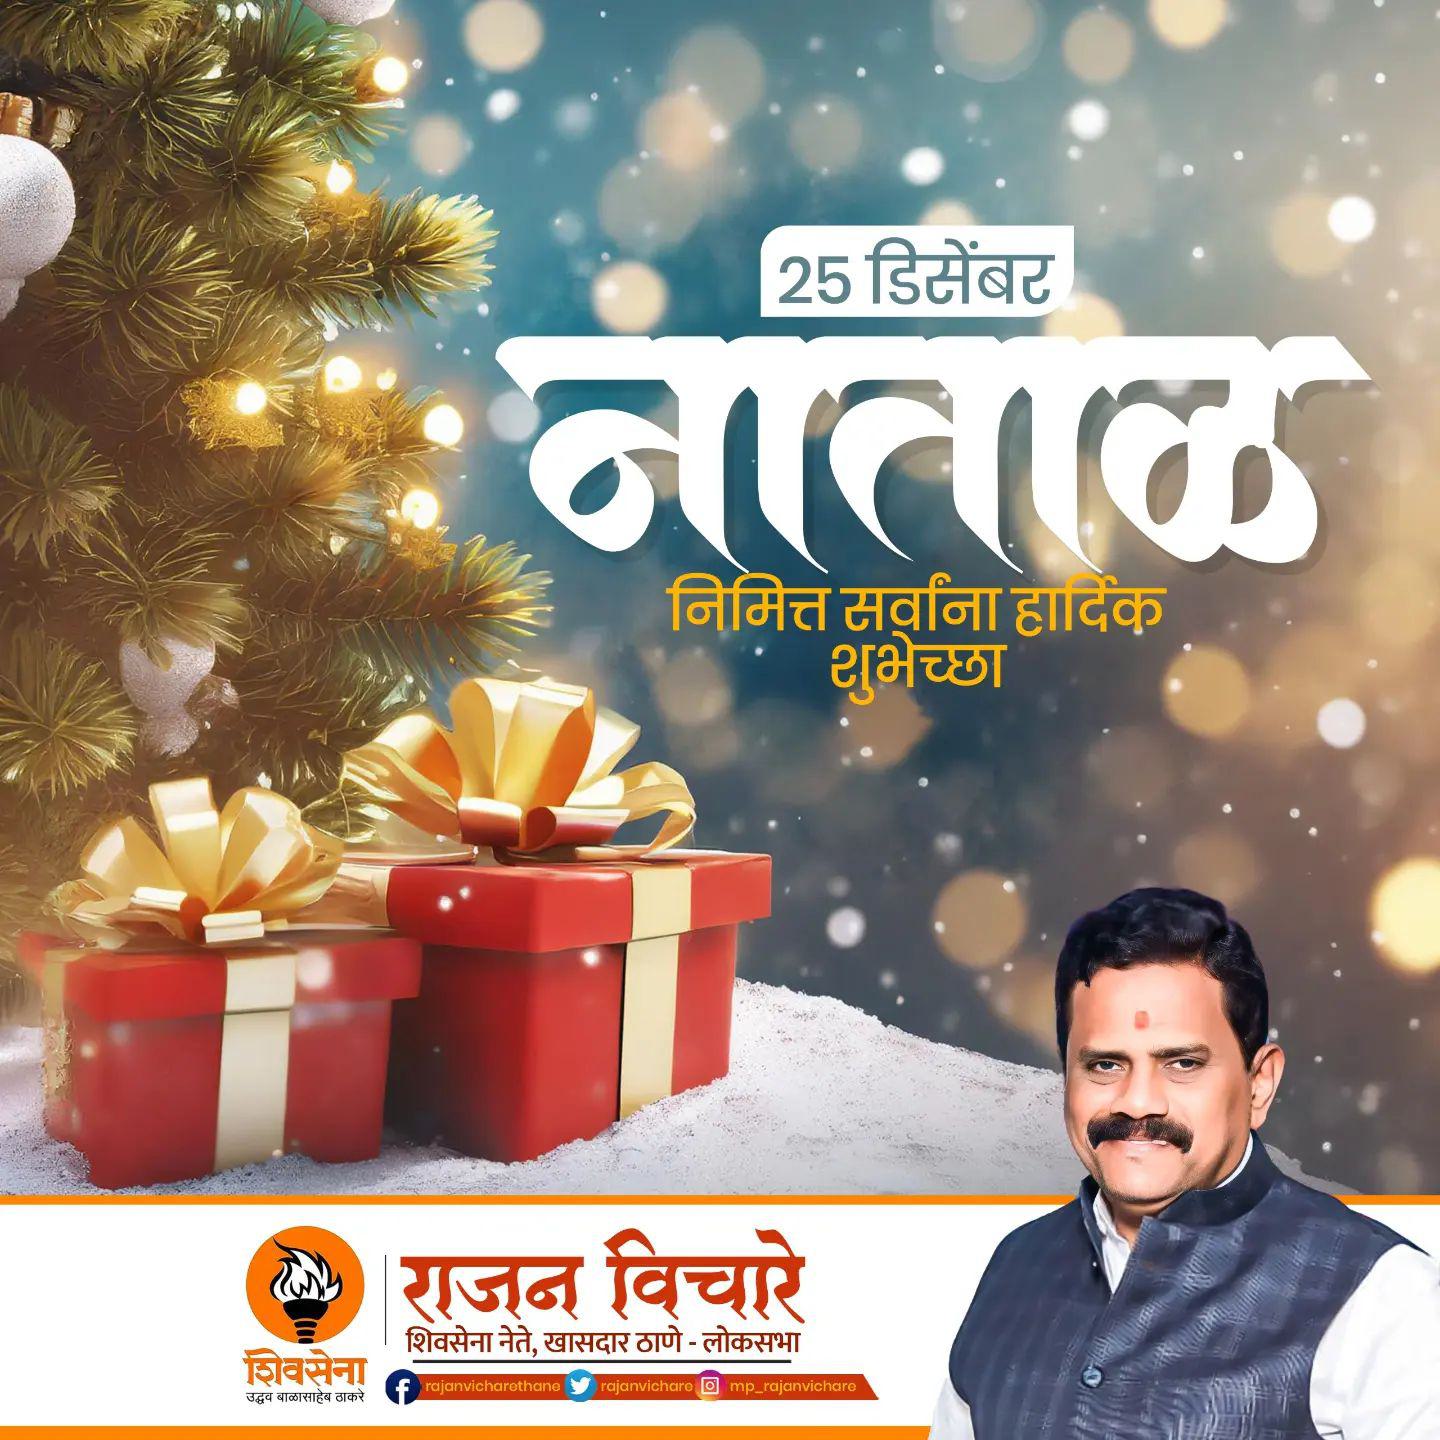 25 डिसेंबर
नाताळ
निमित्त सर्वांना हार्दिक
शुभेच्छा
शिवसेना
उद्धव बाळासाहेब ठाकरे
राजन विचारे
शिवसेना नेते, खासदार ठाणे - लोकसभा
rajanvicharethane rajanvichare mp_rajanvichare